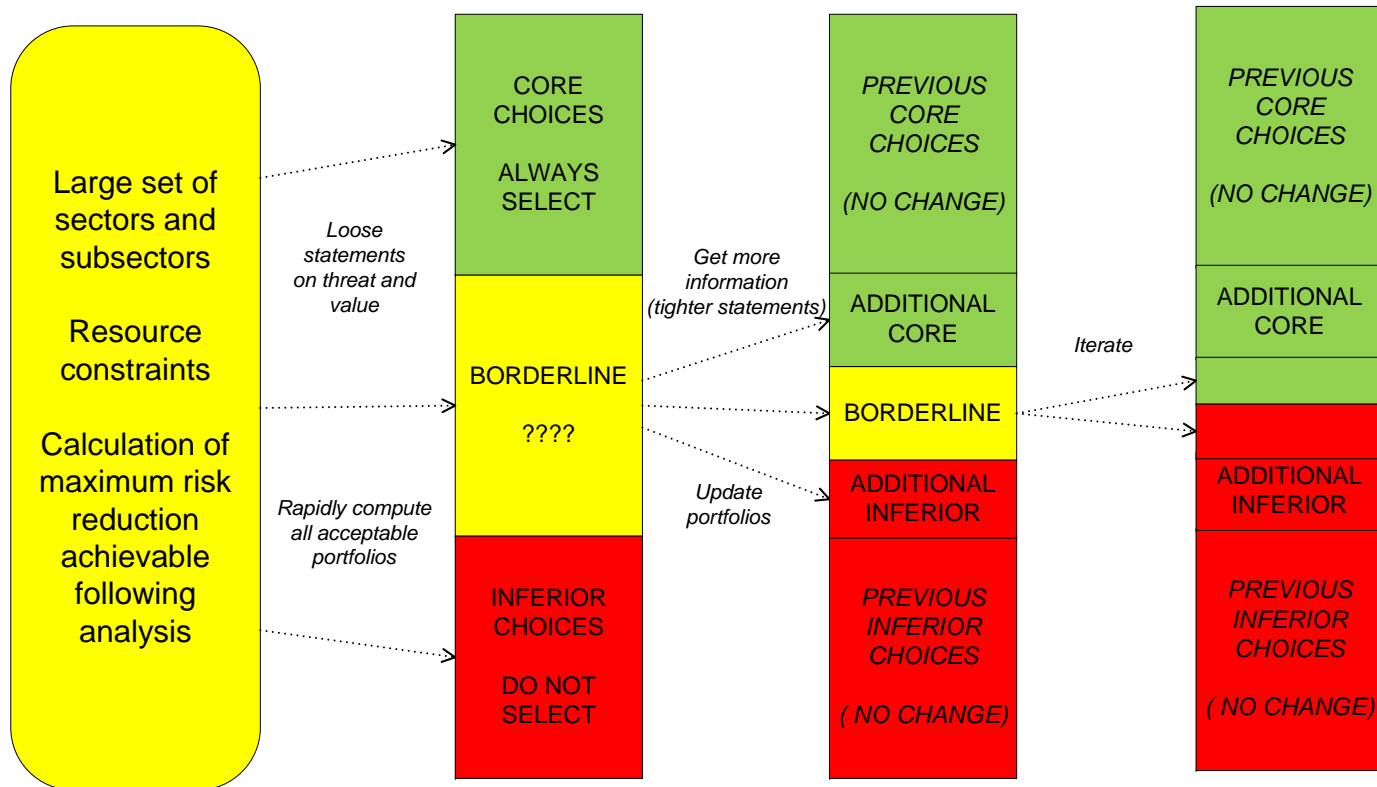 Large set of
sectors and
subsectors
Resource
constraints
Calculation of
maximum risk
reduction
achievable
following
analysis
Loose
statements
on threat and
value
Rapidly compute
all acceptable
portfolios
CORE
CHOICES
ALWAYS
SELECT
BORDERLINE
????
INFERIOR
CHOICES
DO NOT
SELECT
Get more
information
(tighter statements)
Update
portfolios
PREVIOUS
CORE
CHOICES
(NO CHANGE)
ADDITIONAL
CORE
BORDERLINE
ADDITIONAL
INFERIOR
PREVIOUS
INFERIOR
CHOICES
( NO CHANGE)
Iterate
PREVIOUS
CORE
CHOICES
(NO CHANGE)
ADDITIONAL
CORE
ADDITIONAL
INFERIOR
PREVIOUS
INFERIOR
CHOICES
( NO CHANGE)